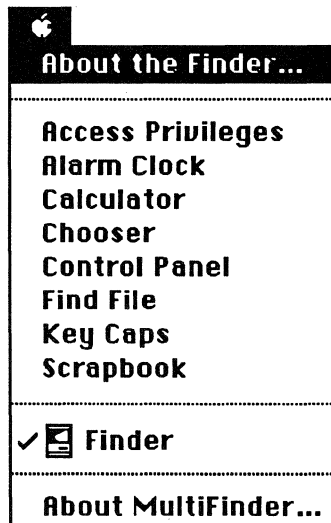 About the Finder...
Access Privileges
Alarm Clock
Calculator
Chooser
Control Panel
Find File
Key Caps
Scrapbook
Finder
About MultiFinder...